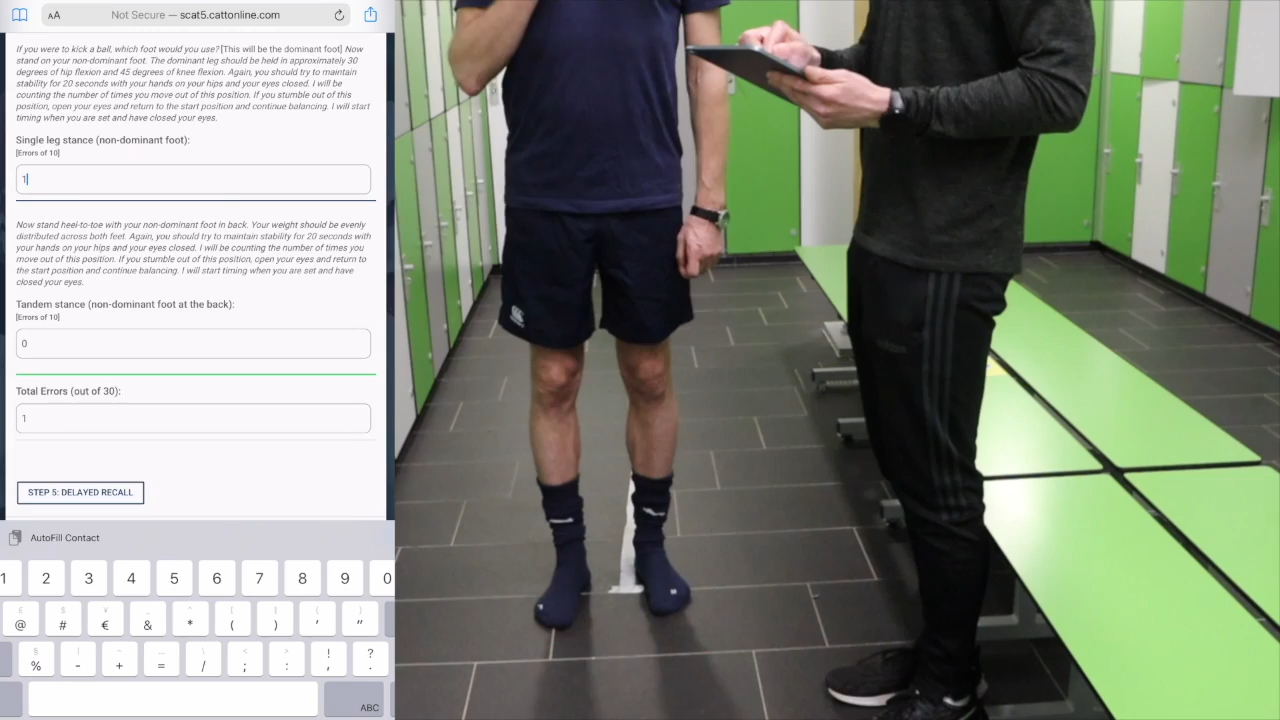 AA Not Secure — scat5.cattonline.com
If you were to kick a ball, which foot would you use? [This will be the dominant foot] Now
stand on your non-dominant foot. The dominant leg should be held in approximately 30
degrees of hip flexion and 45 degrees of knee flexion. Again, you should try to maintain
stability for 20 seconds with your hands on your hips and your eyes closed. I will be
counting the number of times you move out of this position. If you stumble out of this
position, open your eyes and return to the start position and continue balancing. I will start
timing when you are set and have closed your eyes.
Single leg stance (non-dominant foot):
[Errors of 10]
1
Now stand heel-to-toe with your non-dominant foot in back. Your weight should be evenly
distributed across both feet. Again, you should try to maintain stability for 20 seconds with
your hands on your hips and your eyes closed. I will be counting the number of times you
move out of this position. If you stumble out of this position, open your eyes and return to
the start position and continue balancing. I will start timing when you are set and have
closed your eyes.
Tandem stance (non-dominant foot at the back):
[Errors of 10]
0
Total Errors (out of 30):
1
STEP 5: DELAYED RECALL
AutoFill Contact
1 2 3 4 5 6 7 8 9 0
@ # € & * ( ) ' "
% - + = / ; : , .
! ?
ABC